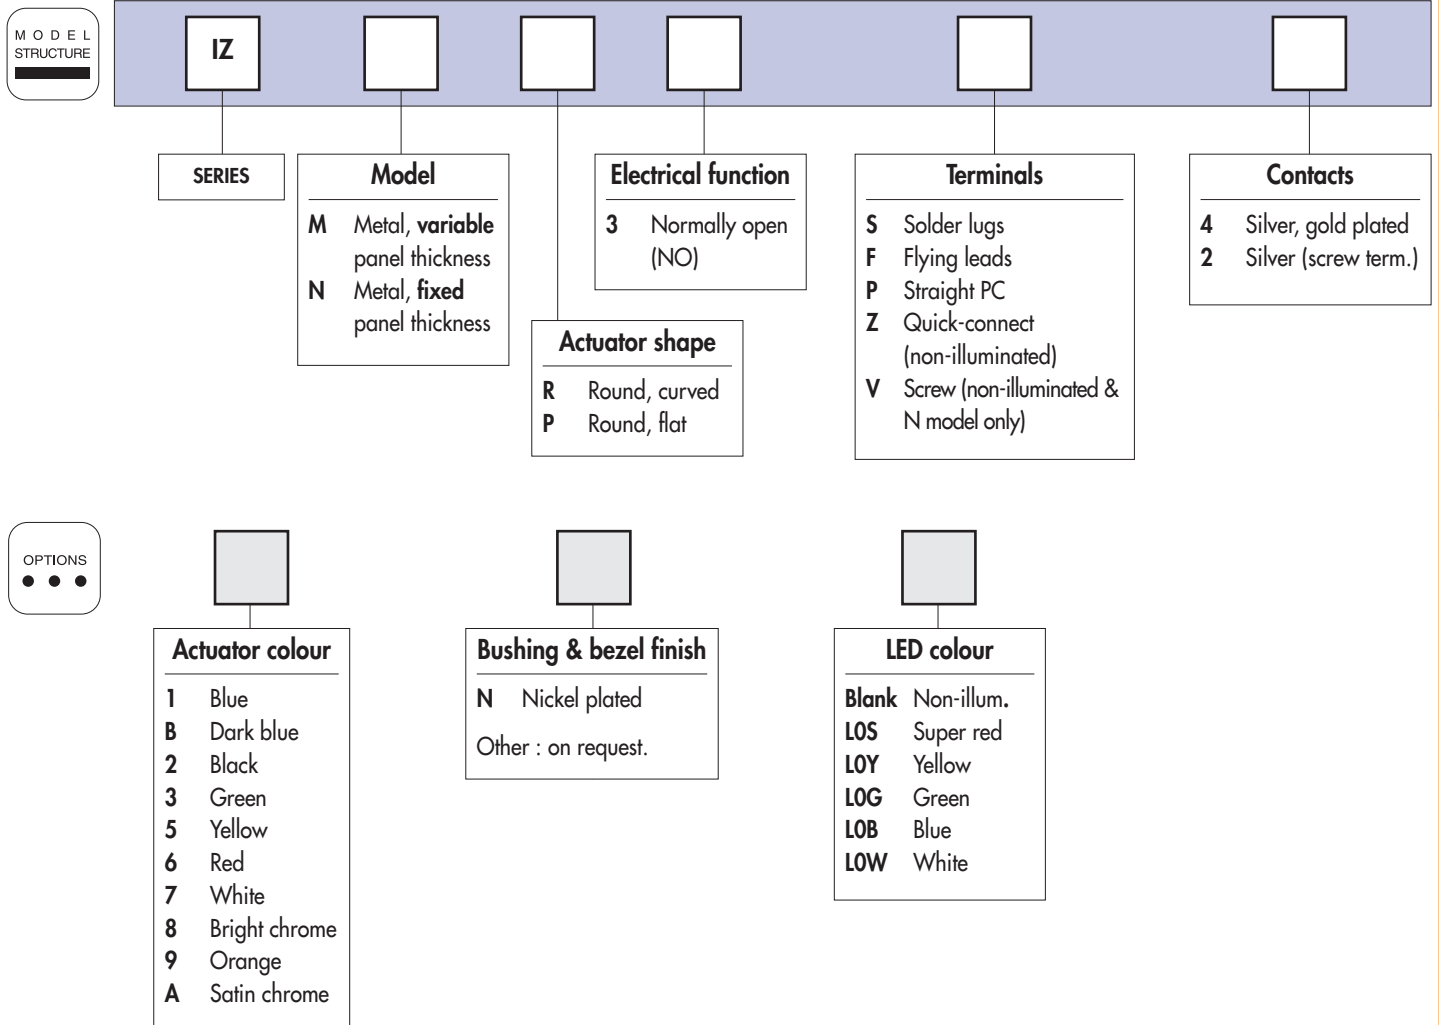 MODEL
STRUCTURE
IZ
SERIES
Model
M Metal, variable
panel thickness
N Metal, fixed
panel thickness
Actuator shape
R Round, curved
P Round, flat
Electrical function
3 Normally open
(NO)
Terminals
S Solder lugs
F Flying leads
P Straight PC
Z Quick-connect
(non-illuminated)
V Screw (non-illuminated &
N model only)
Contacts
4 Silver, gold plated
2 Silver (screw term.)
OPTIONS
Actuator colour
1 Blue
B Dark blue
2 Black
3 Green
5 Yellow
6 Red
7 White
8 Bright chrome
9 Orange
A Satin chrome
Bushing & bezel finish
N Nickel plated
Other : on request.
LED colour
Blank Non-illum.
L0S Super red
L0Y Yellow
L0G Green
L0B Blue
L0W White